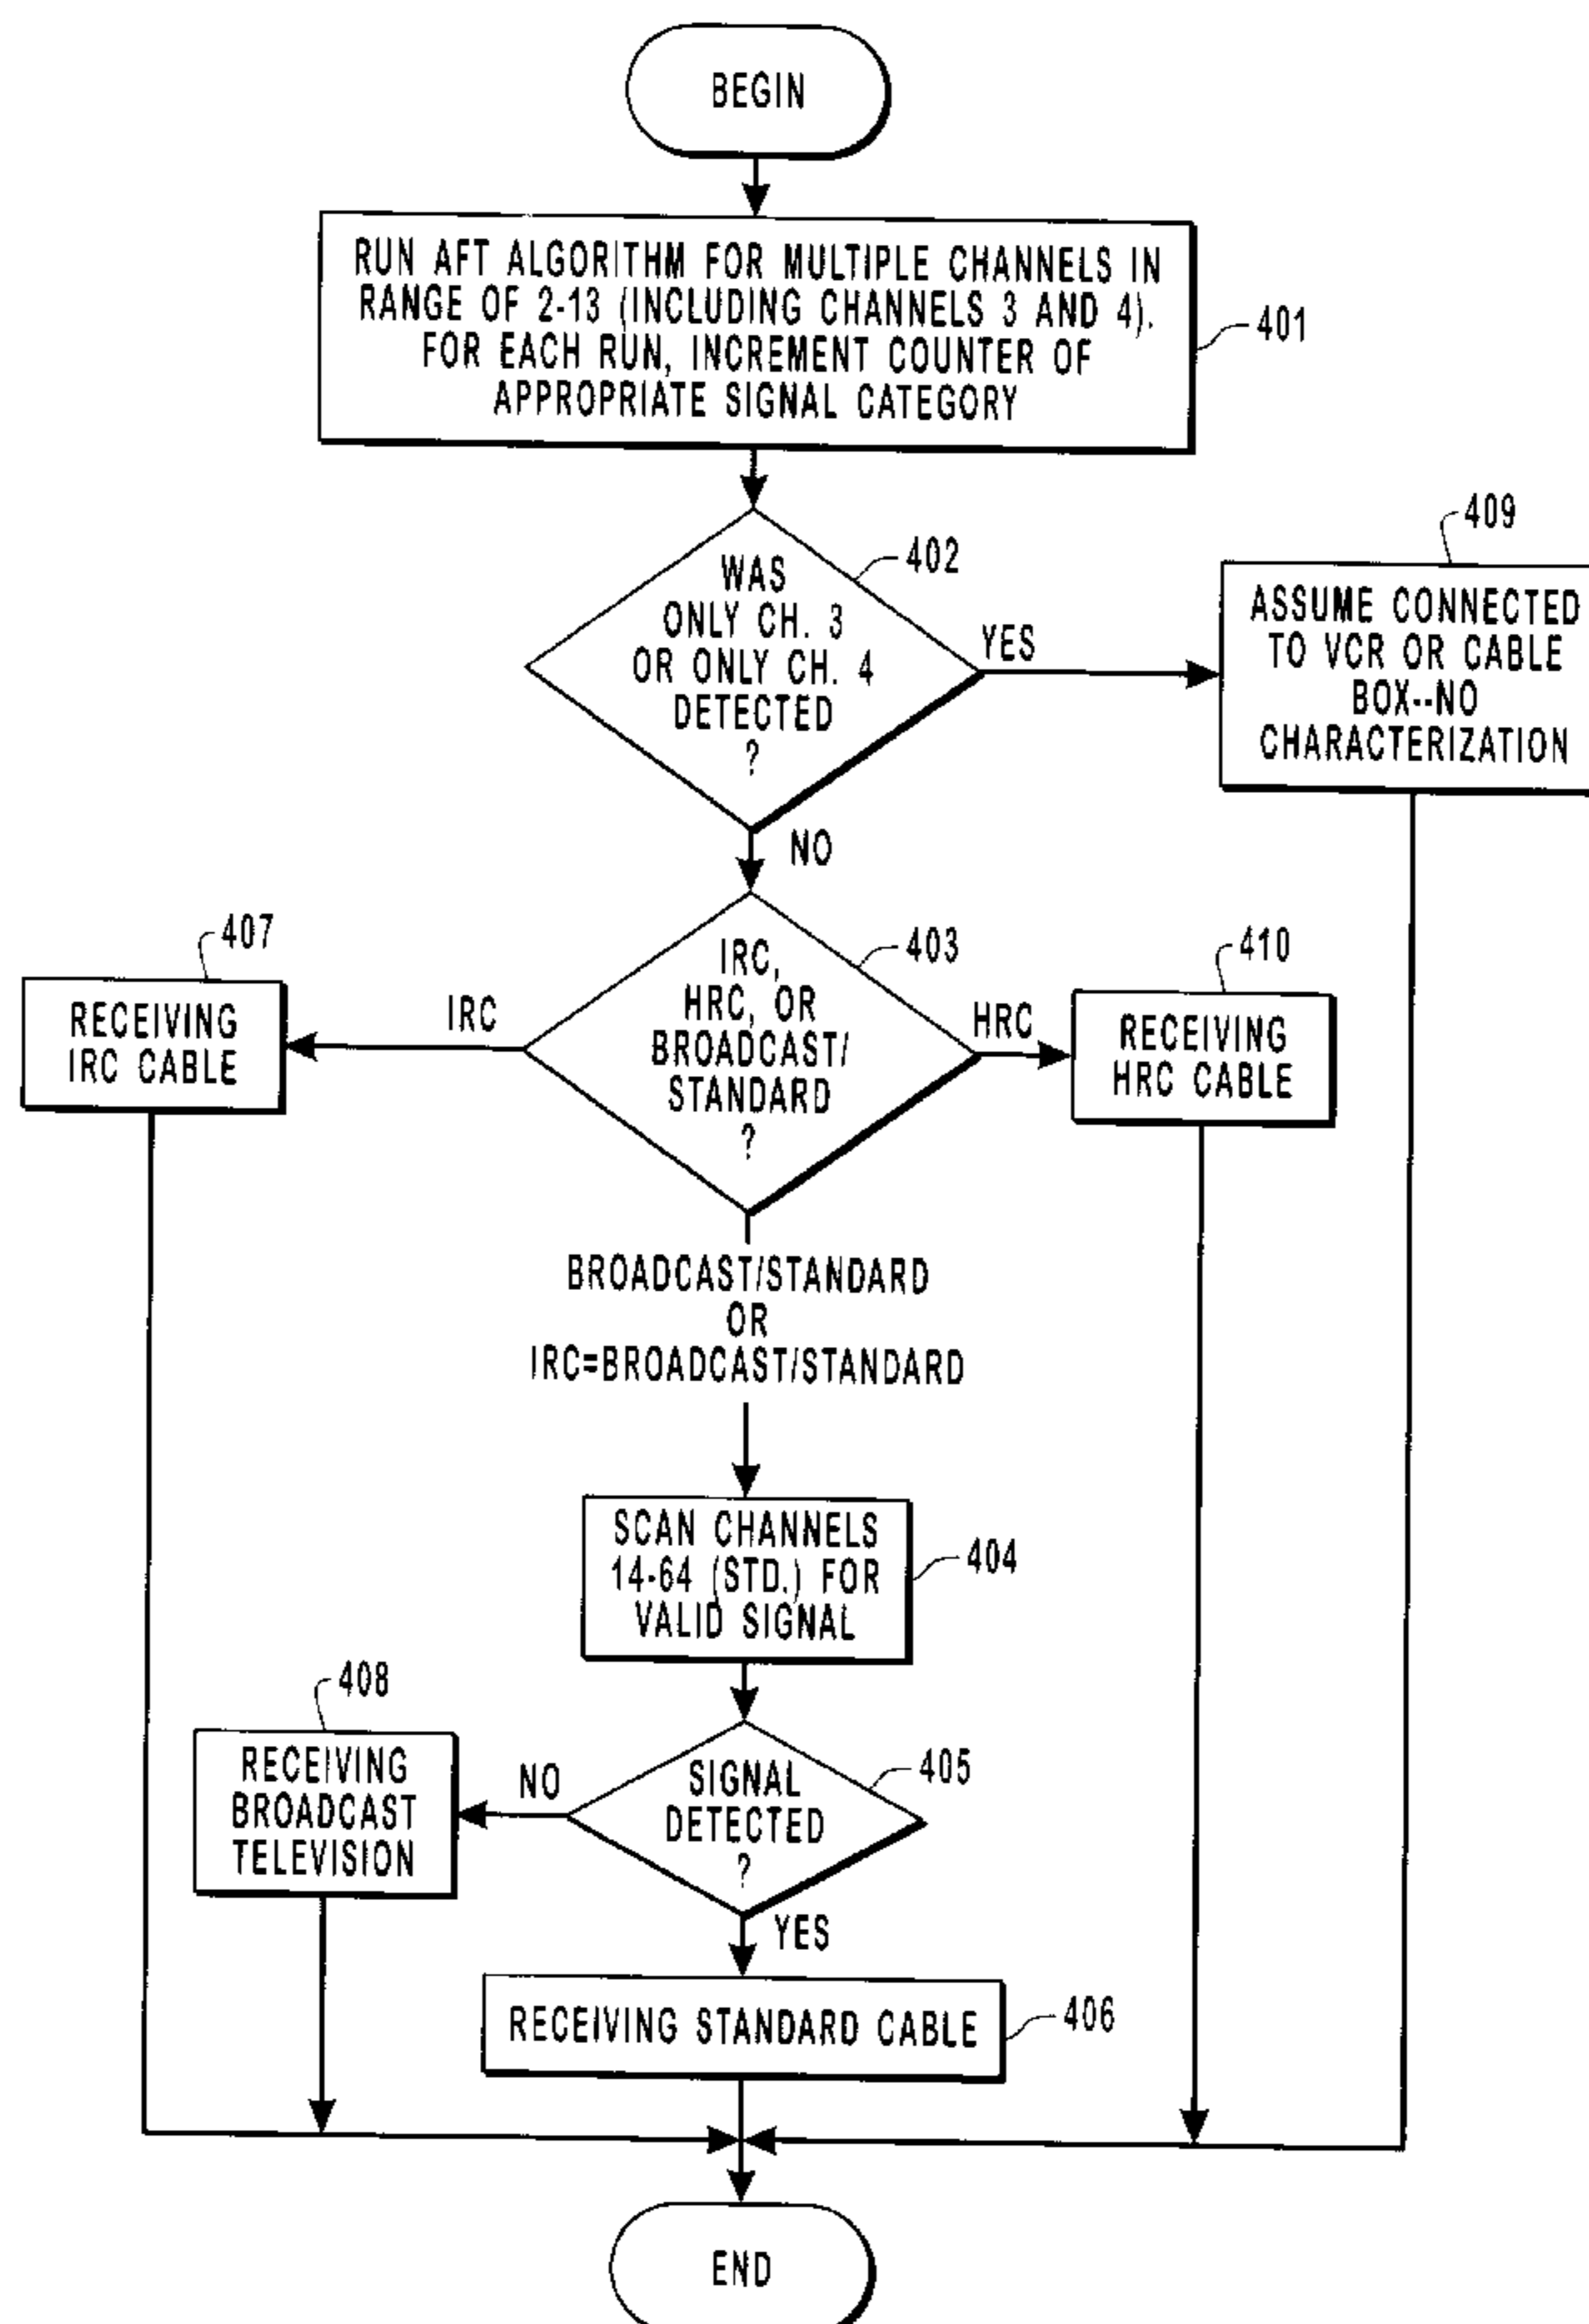 BEGIN
RUN AFT ALGORITHM FOR MULTIPLE CHANNELS IN
RANGE OF 2-13 (INCLUDING CHANNELS 3 AND 4).
FOR EACH RUN, INCREMENT COUNTER OF
APPROPRIATE SIGNAL CATEGORY
401
WAS
ONLY CH. 3
OR ONLY CH. 4
DETECTED
?
402
YES
409
ASSUME CONNECTED
TO VCR OR CABLE
BOX--NO
CHARACTERIZATION
NO
407
RECEIVING
IRC CABLE
IRC
IRC,
HRC, OR
BROADCAST/
STANDARD
?
403
HRC
410
RECEIVING
HRC CABLE
BROADCAST/STANDARD
OR
IRC=BROADCAST/STANDARD
SCAN CHANNELS
14-64 (STD.) FOR
VALID SIGNAL
404
408
RECEIVING
BROADCAST
TELEVISION
NO
SIGNAL
DETECTED
?
405
YES
RECEIVING STANDARD CABLE
406
END